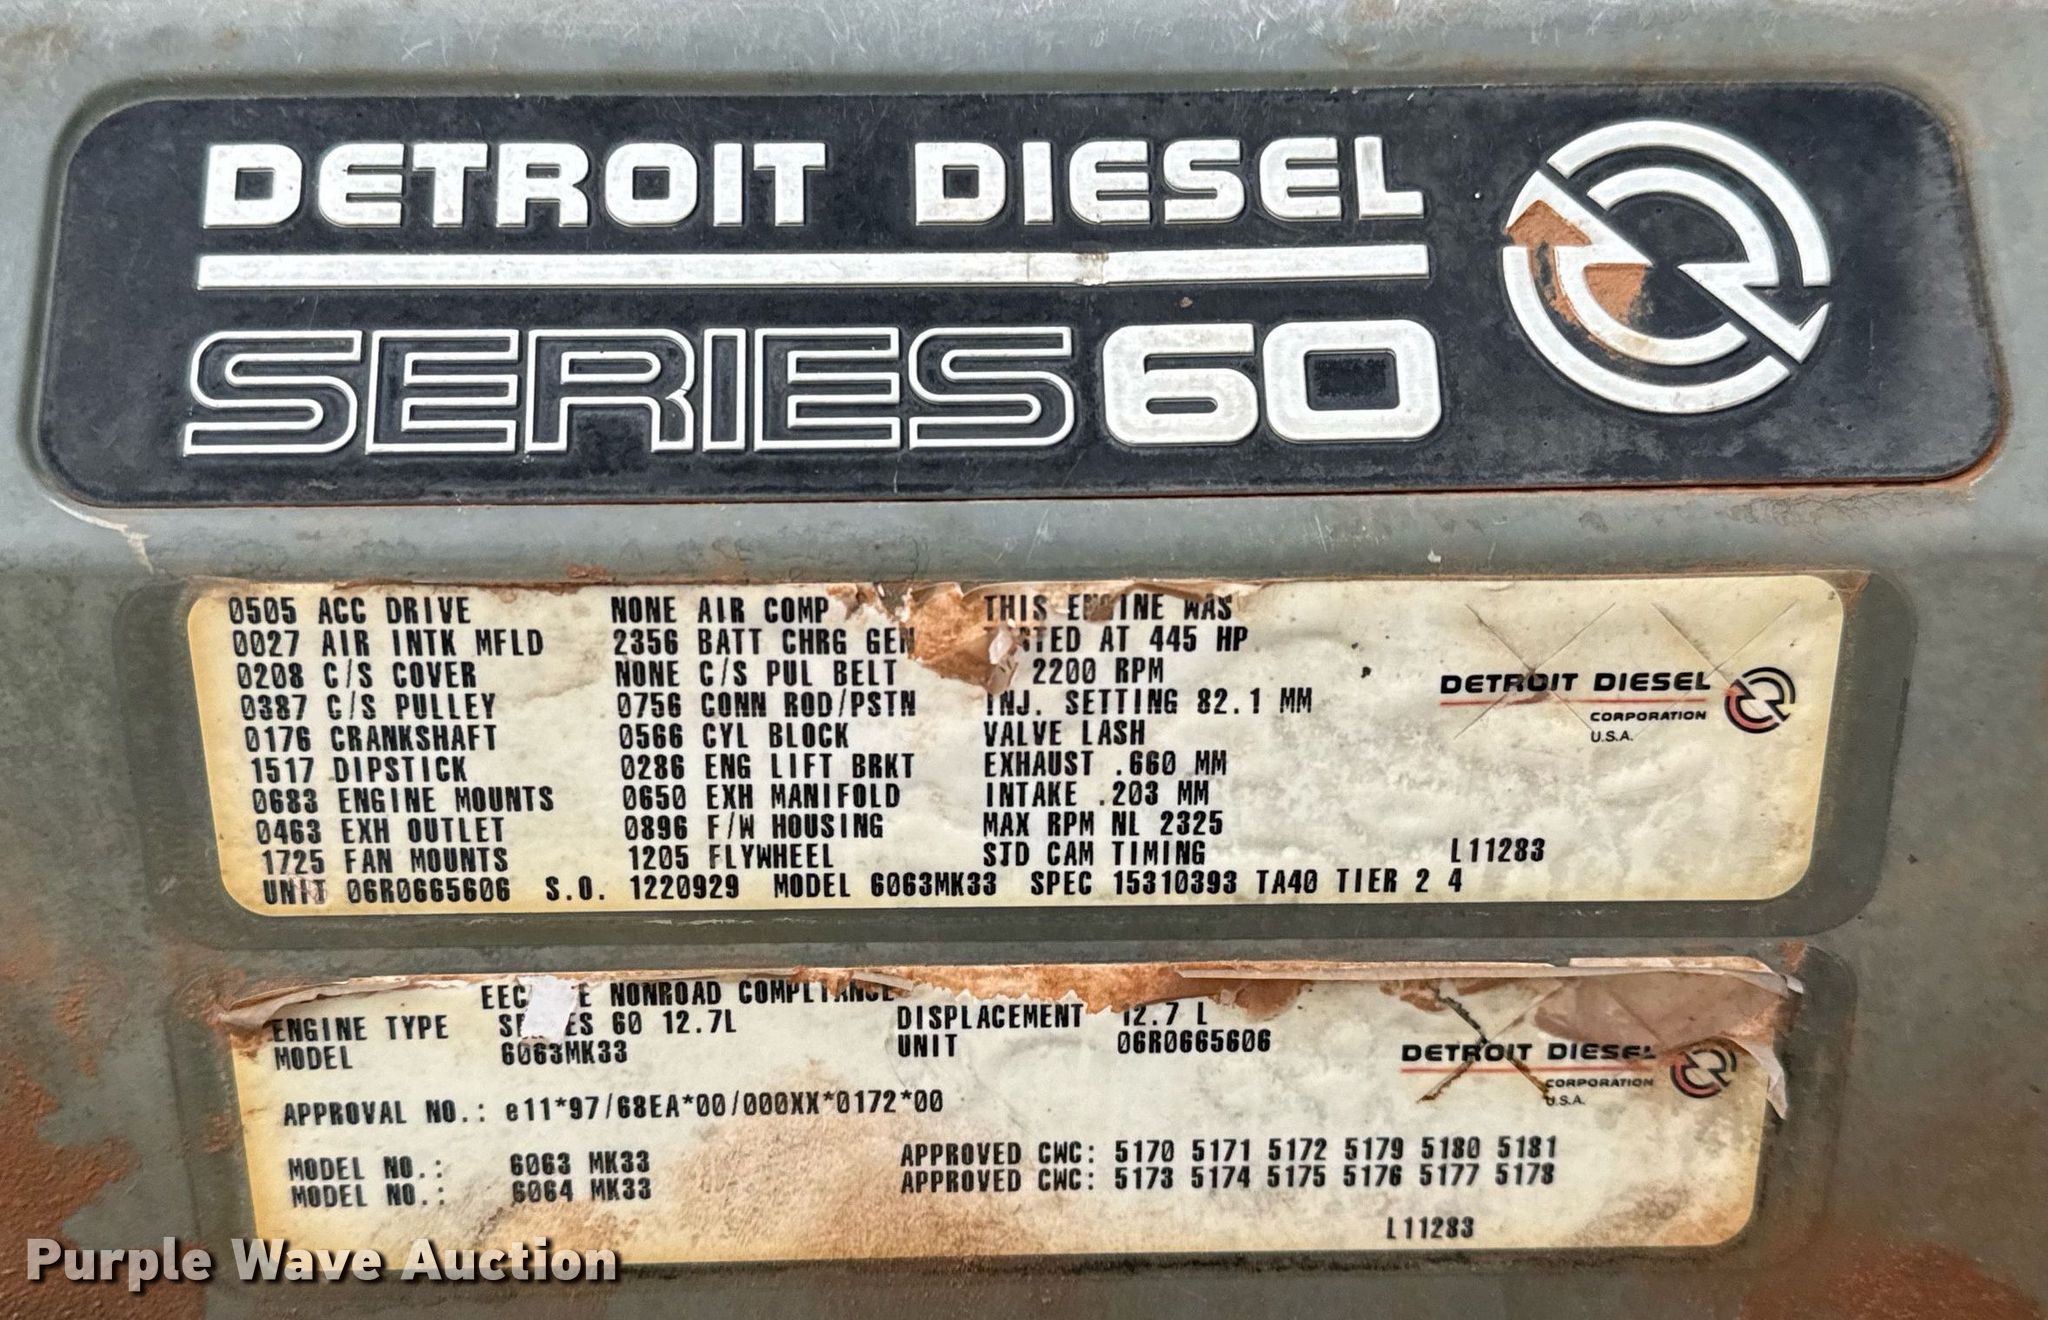 DETROIT DIESEL
SERIES 60
0505 ACC DRIVE NONE AIR COMP THIS ENGINE WAS
0027 AIR INTK MFLD 2356 BATT CHRG GEN TESTED AT 445 HP
0208 C/S COVER NONE C/S PUL BELT 2200 RPM
0387 C/S PULLEY 0756 CONN ROD/PSTN INJ. SETTING 82.1 MM
0176 CRANKSHAFT 0566 CYL BLOCK VALVE LASH
1517 DIPSTICK 0286 ENG LIFT BRKT EXHAUST .660 MM
0683 ENGINE MOUNTS 0650 EXH MANIFOLD INTAKE .203 MM
0463 EXH OUTLET 0896 F/W HOUSING MAX RPM NL 2325
1725 FAN MOUNTS 1205 FLYWHEEL STD CAM TIMING L11283
UNIT 06R0665606 S.O. 1220929 MODEL 6063MK33 SPEC 15310393 TA40 TIER 2 4
DETROIT DIESEL
CORPORATION
U.S.A.
NONROAD COMPLIANCE
ENGINE TYPE SERIES 60 12.7L DISPLACEMENT 12.7 L
MODEL 6063MK33 UNIT 06R0665606
DETROIT DIESEL
CORPORATION
U.S.A.
APPROVAL NO.: e11*97/68EA*00/000XX*0172*00
MODEL NO.: 6063 MK33 APPROVED CWC: 5170 5171 5172 5179 5180 5181
MODEL NO.: 6064 MK33 APPROVED CWC: 5173 5174 5175 5176 5177 5178
L11283
Purple Wave Auction